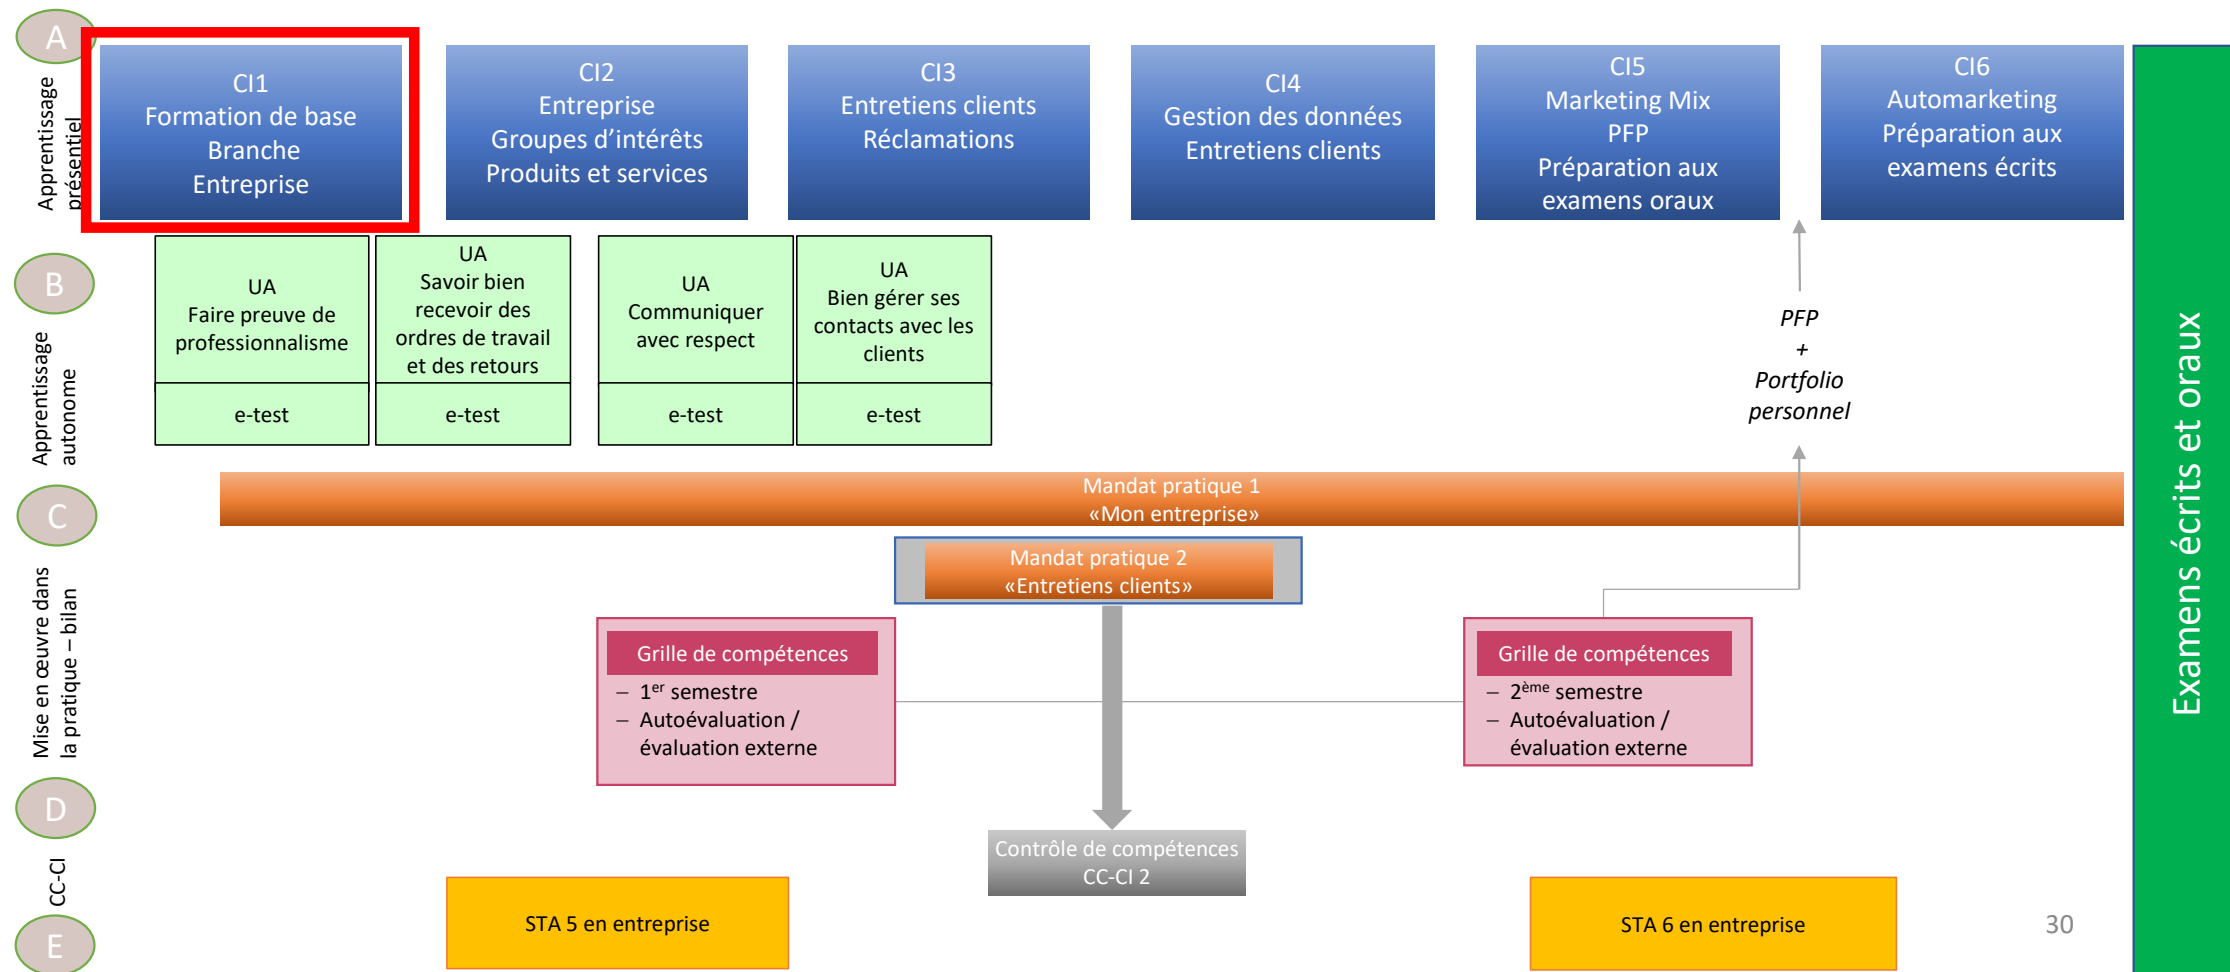 A
Apprentissage
présentiel
CI1
Formation de base
Branche
Entreprise
CI2
Entreprise
Groupes d’intérêts
Produits et services
CI3
Entretiens clients
Réclamations
CI4
Gestion des données
Entretiens clients
CI5
Marketing Mix
PFP
Préparation aux
examens oraux
CI6
Automarketing
Préparation aux
examens écrits
B
Apprentissage
autonome
UA
Faire preuve de
professionnalisme
e-test
UA
Savoir bien
recevoir des
ordres de travail
et des retours
e-test
UA
Communiquer
avec respect
e-test
UA
Bien gérer ses
contacts avec les
clients
e-test
PFP
+
Portfolio
personnel
C
Mise en œuvre dans
la pratique – bilan
Mandat pratique 1
«Mon entreprise»
Mandat pratique 2
«Entretiens clients»
Grille de compétences
– 1er semestre
– Autoévaluation /
évaluation externe
Grille de compétences
– 2ème semestre
– Autoévaluation /
évaluation externe
D
CC-CI
Contrôle de compétences
CC-CI 2
E
STA 5 en entreprise
STA 6 en entreprise
30
Examens écrits et oraux